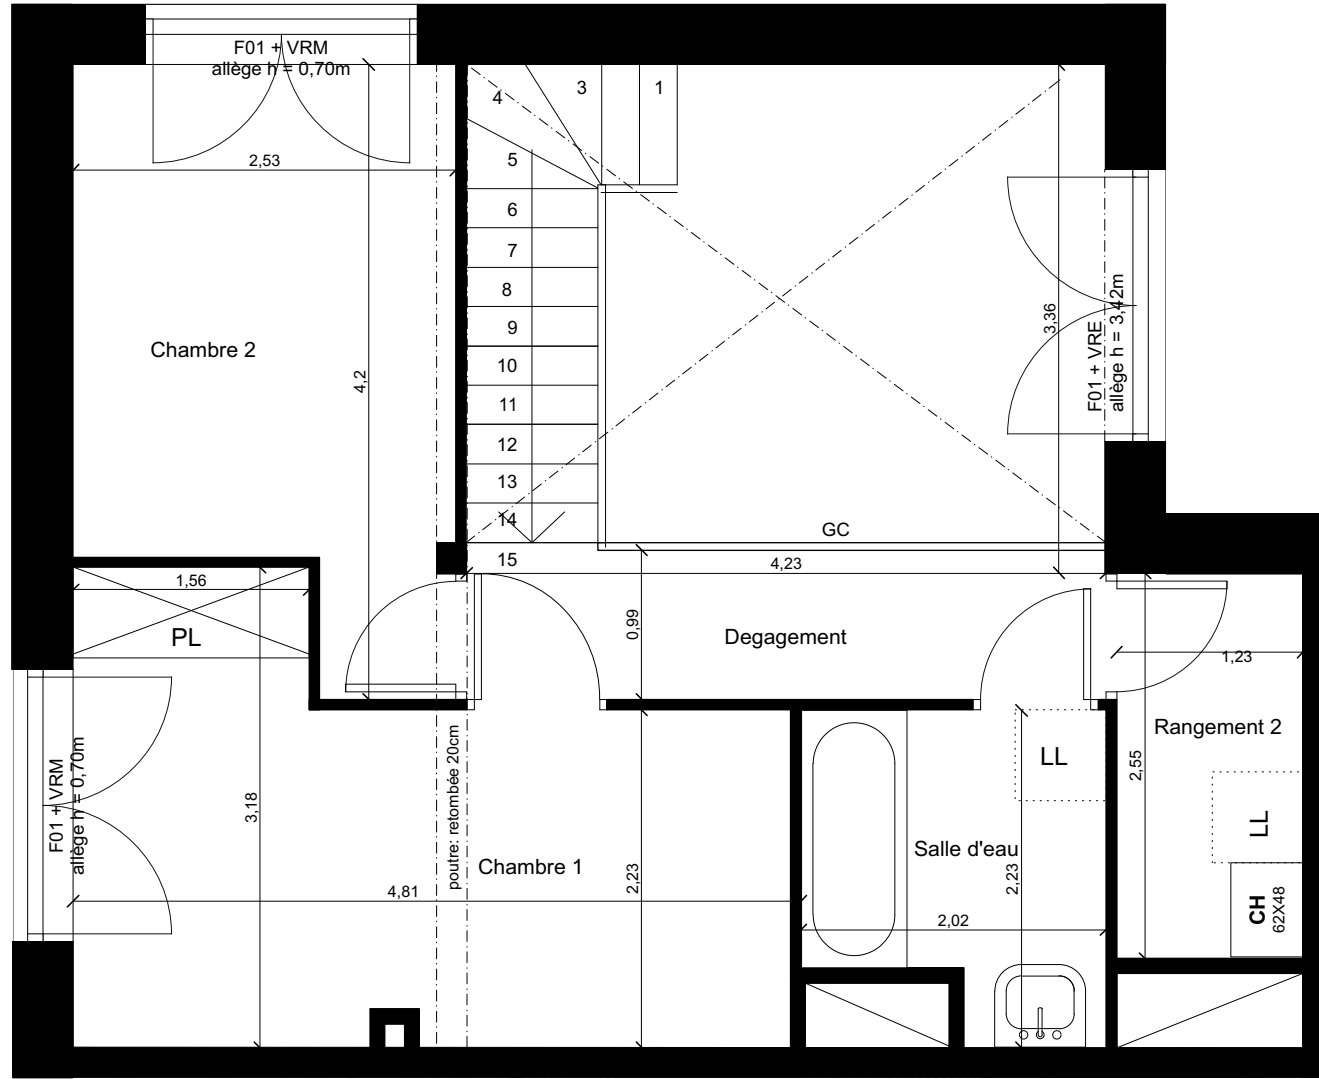 F01 + VRM
allège h = 0,70m
2,53
4,2
Chambre 2
1
3
4
5
6
7
8
9
10
11
12
13
14
15
3,36
F01 + VRE
allège h = 3,42m
GC
4,23
0,99
Degagement
1,56
PL
F01 + VRM
allège h = 0,70m
3,18
4,81
poutre: retombée 20cm
Chambre 1
2,23
LL
Salle d'eau
2,23
2,02
1,23
Rangement 2
2,55
LL
CH
62X48